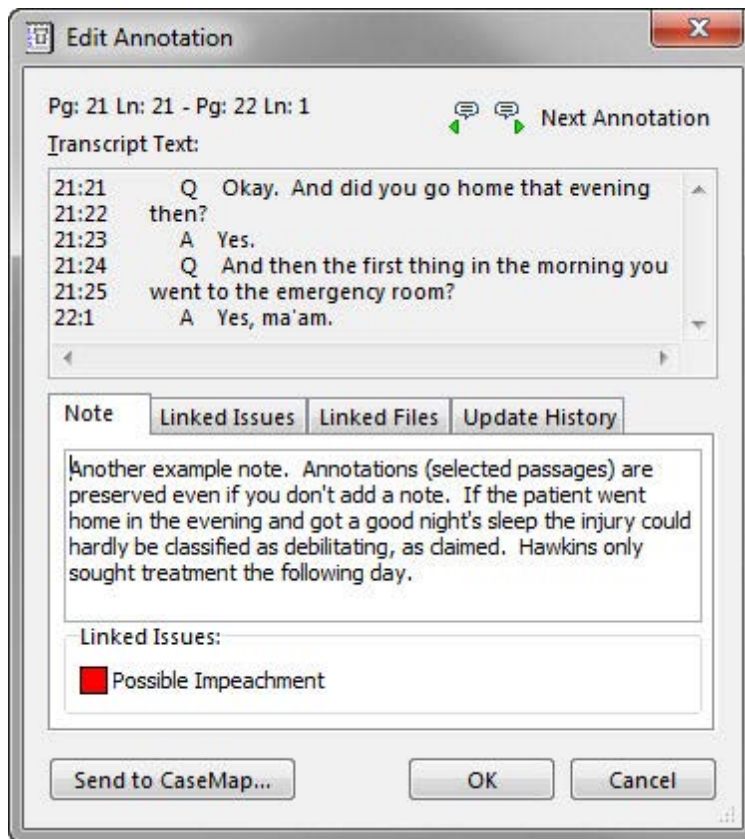 Edit Annotation
Pg: 21 Ln: 21 - Pg: 22 Ln: 1
Next Annotation
Transcript Text:
21:21 Q Okay. And did you go home that evening
21:22 then?
21:23 A Yes.
21:24 Q And then the first thing in the morning you
21:25 went to the emergency room?
22:1 A Yes, ma'am.
Note Linked Issues Linked Files Update History
Another example note. Annotations (selected passages) are
preserved even if you don't add a note. If the patient went
home in the evening and got a good night's sleep the injury could
hardly be classified as debilitating, as claimed. Hawkins only
sought treatment the following day.
Linked Issues:
Possible Impeachment
Send to CaseMap... OK Cancel